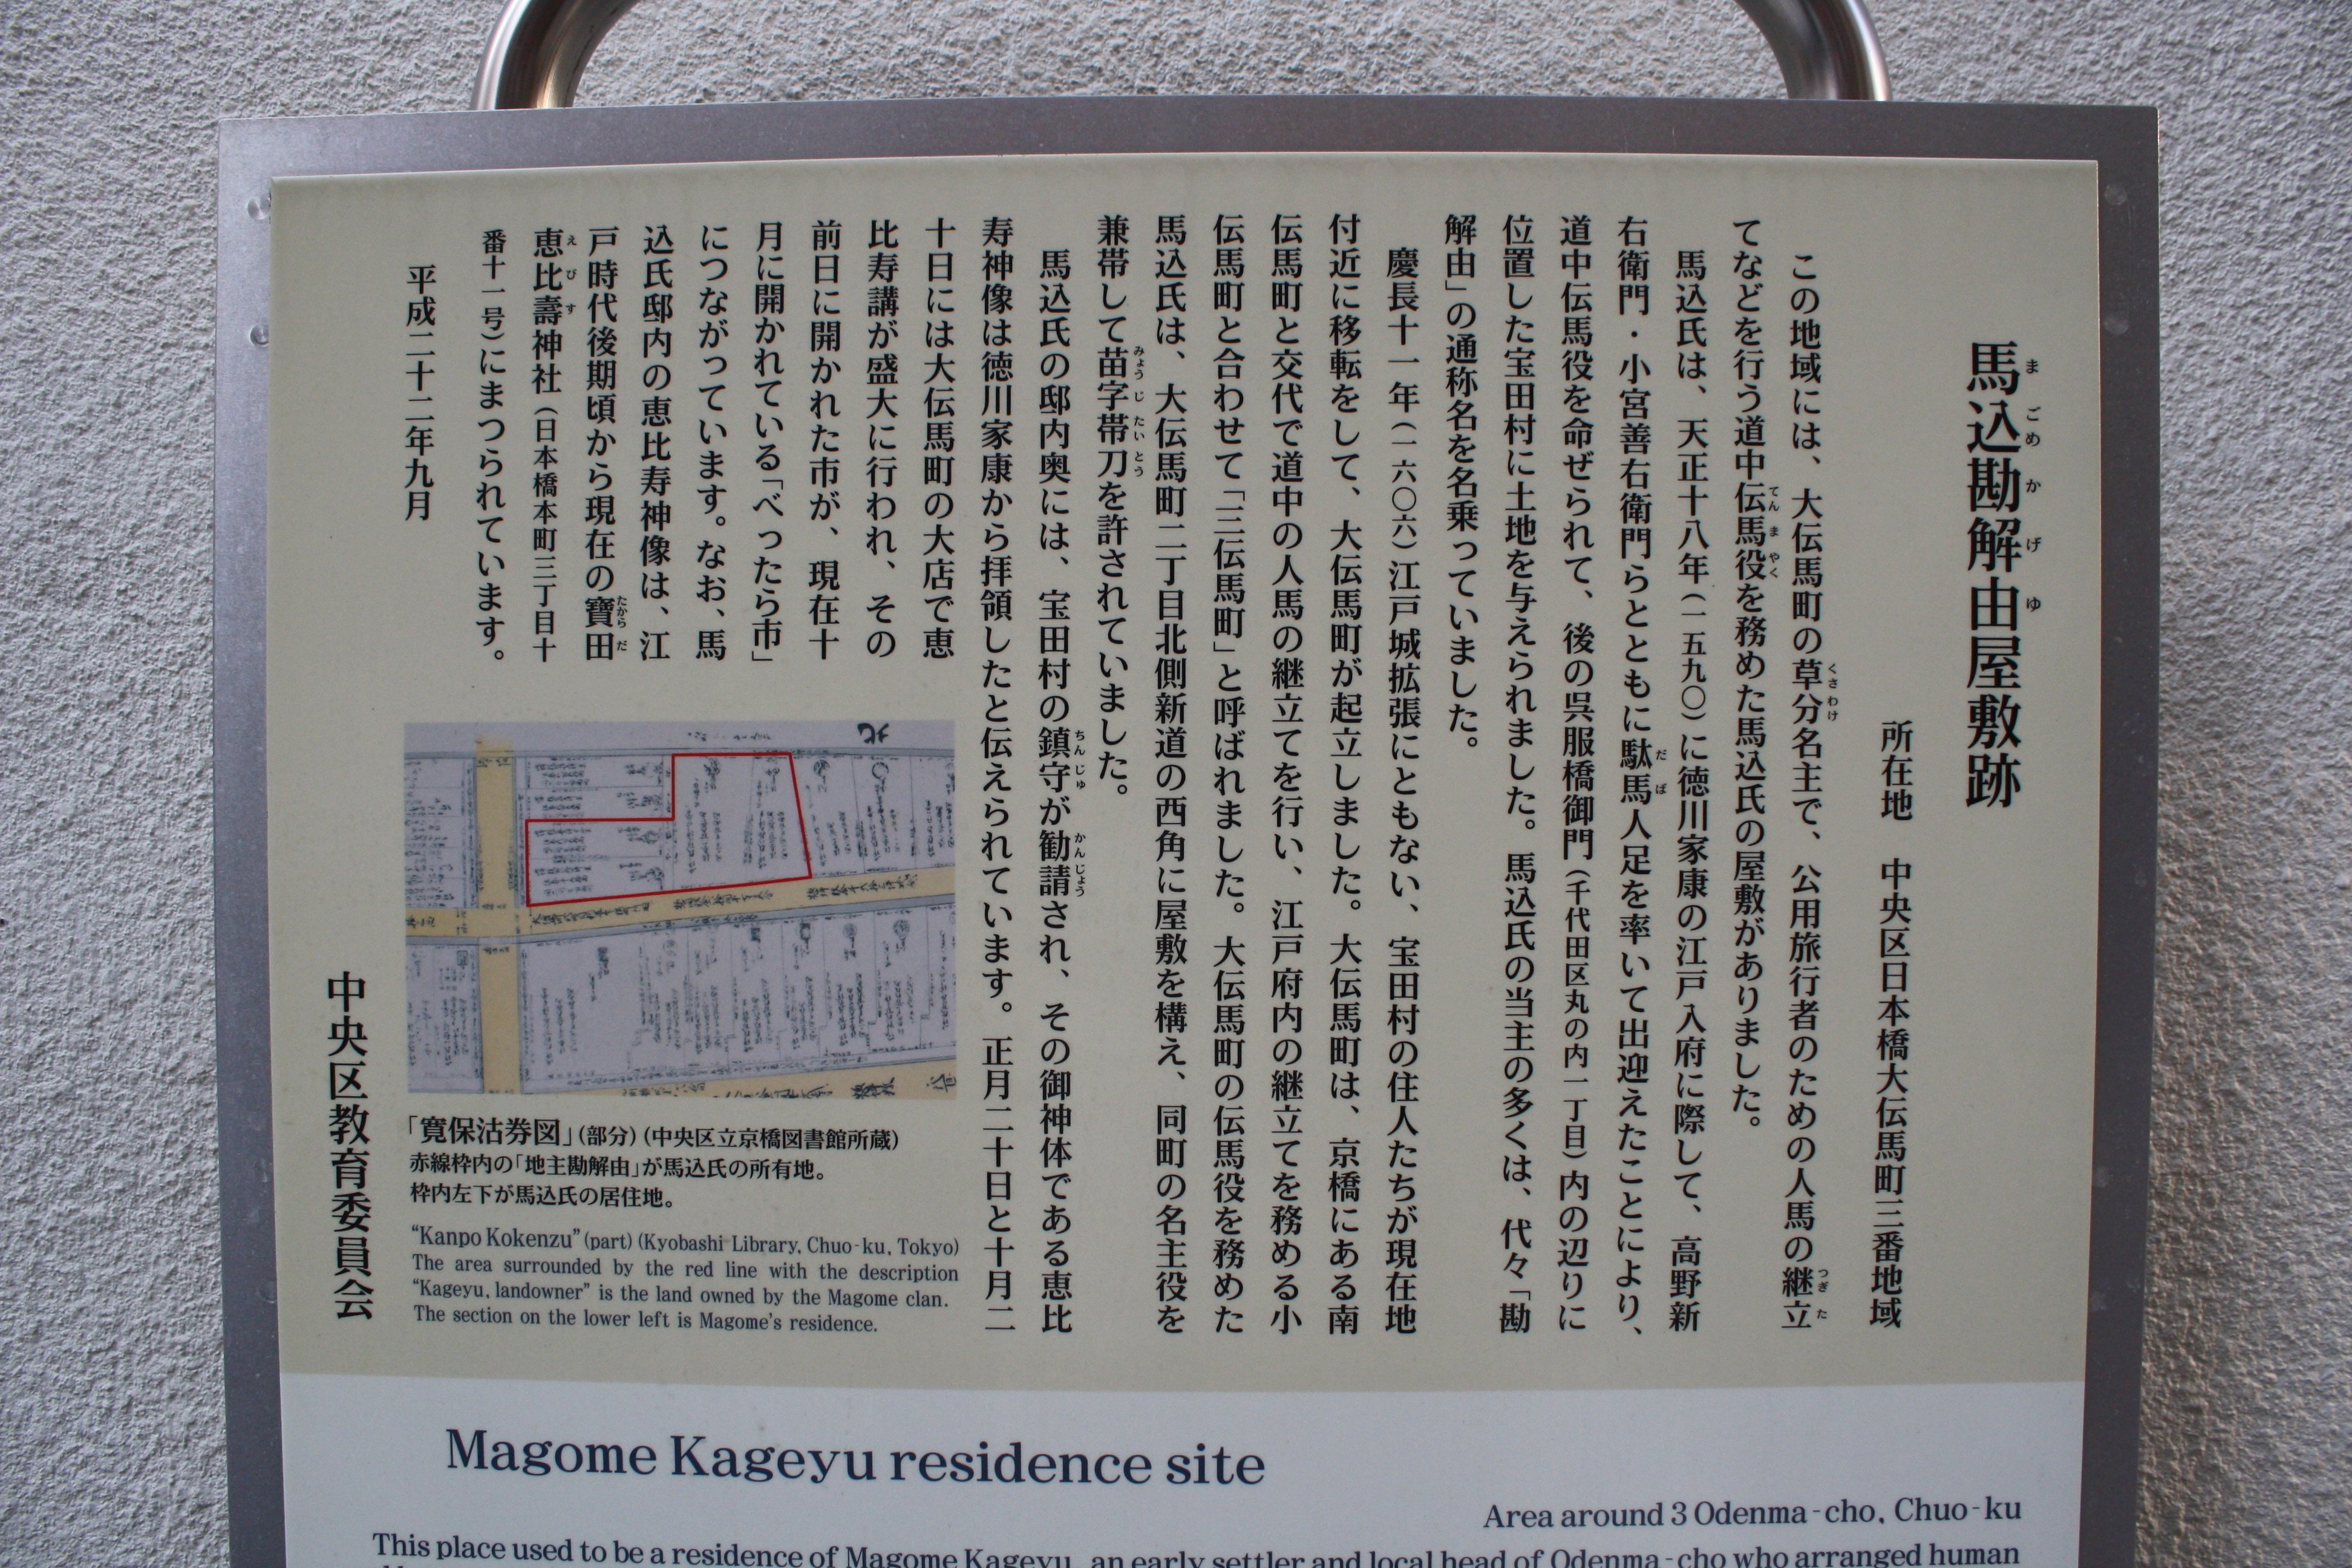 馬込勘解由屋敷跡
所在地　中央区日本橋大伝馬町三番地域
この地域には、大伝馬町の草分名主で、公用旅行者のための人馬の継立
てなどを行う道中伝馬役を務めた馬込氏の屋敷がありました。
馬込氏は、天正十八年（一五九〇）に徳川家康の江戸入府に際して、高野新
右衛門・小宮善右衛門らとともに駄馬人足を率いて出迎えたことにより、
道中伝馬役を命ぜられて、後の呉服橋御門（千代田区丸の内一丁目）内の辺りに
位置した宝田村に土地を与えられました。馬込氏の当主の多くは、代々「勘
解由」の通称名を名乗っていました。
慶長十一年（一六〇六）江戸城拡張にともない、宝田村の住人たちが現在地
付近に移転をして、大伝馬町が起立しました。大伝馬町は、京橋にある南
伝馬町と交代で道中の人馬の継立てを行い、江戸府内の継立てを務める小
伝馬町と合わせて「三伝馬町」と呼ばれました。大伝馬町の伝馬役を務めた
馬込氏は、大伝馬町二丁目北側新道の西角に屋敷を構え、同町の名主役を
兼帯して苗字帯刀を許されていました。
馬込氏の邸内奥には、宝田村の鎮守が勧請され、その御神体である恵比
寿神像は徳川家康から拝領したと伝えられています。正月二十日と十月二
十日には大伝馬町の大店で恵
比寿講が盛大に行われ、その
前日に開かれた市が、現在十
月に開かれている「べったら市」
につながっています。なお、馬
込氏邸内の恵比寿神像は、江
戸時代後期頃から現在の寶田
恵比壽神社（日本橋本町三丁目十
番十一号）にまつられています。
平成二十二年九月
中央区教育委員会
北
「寛保沽券図」（部分）（中央区立京橋図書館所蔵）
赤線枠内の「地主勘解由」が馬込氏の所有地。
枠内左下が馬込氏の居住地。
“Kanpo Kokenzu” (part) (Kyobashi Library, Chuo-ku, Tokyo)
The area surrounded by the red line with the description
“Kageyu, landowner” is the land owned by the Magome clan.
The section on the lower left is Magome's residence.
Magome Kageyu residence site
Area around 3 Odenma-cho, Chuo-ku
This place used to be a residence of Magome Kageyu, an early settler and local head of Odenma-cho who arranged human